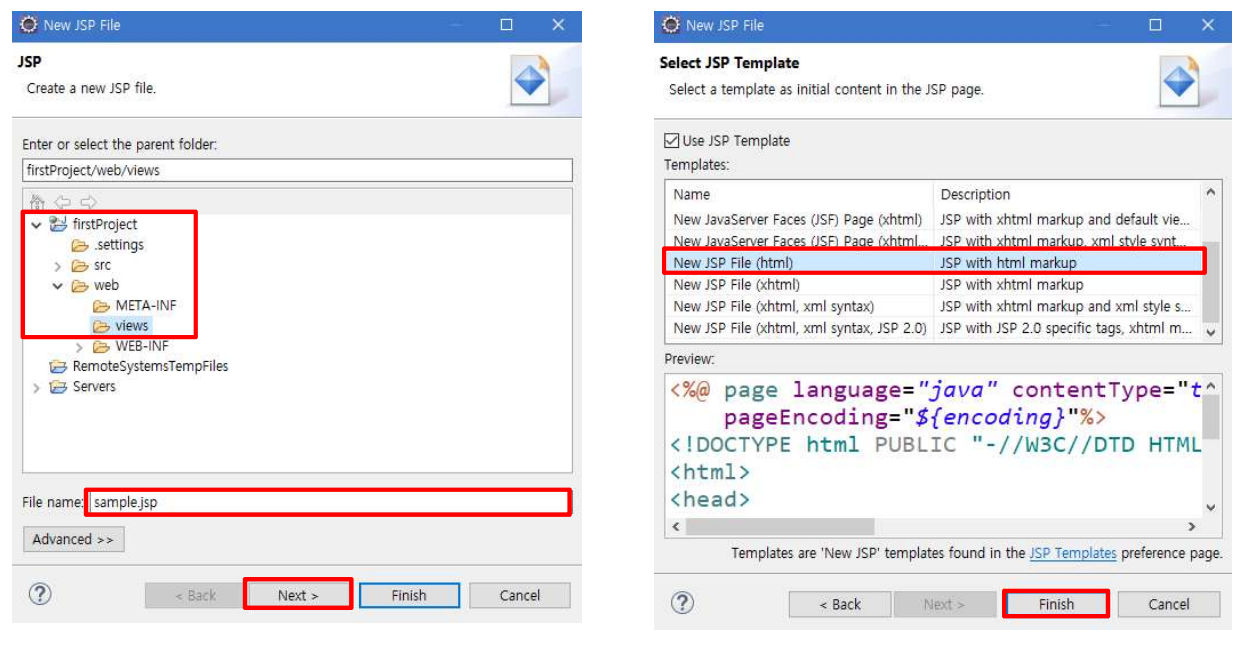 New JSP File
JSP
Create a new JSP file.
Enter or select the parent folder:
firstProject/web/views
firstProject
.settings
src
web
META-INF
views
WEB-INF
RemoteSystemsTempFiles
Servers
File name: sample.jsp
Advanced >>
< Back Next > Finish Cancel
New JSP File
Select JSP Template
Select a template as initial content in the JSP page.
Use JSP Template
Templates:
Name Description
New JavaServer Faces (JSF) Page (xhtml) JSP with xhtml markup and default vie...
New JavaServer Faces (JSF) Page (xhtml... JSP with xhtml markup, xml style synt...
New JSP File (html) JSP with html markup
New JSP File (xhtml) JSP with xhtml markup
New JSP File (xhtml, xml syntax) JSP with xhtml markup and xml style s...
New JSP File (xhtml, xml syntax, JSP 2.0) JSP with JSP 2.0 specific tags, xhtml m...
Preview:
<%@ page language="java" contentType="t
pageEncoding="${encoding}"%>
<!DOCTYPE html PUBLIC "-//W3C//DTD HTML
<html>
<head>
Templates are 'New JSP' templates found in the JSP Templates preference page.
< Back Next > Finish Cancel